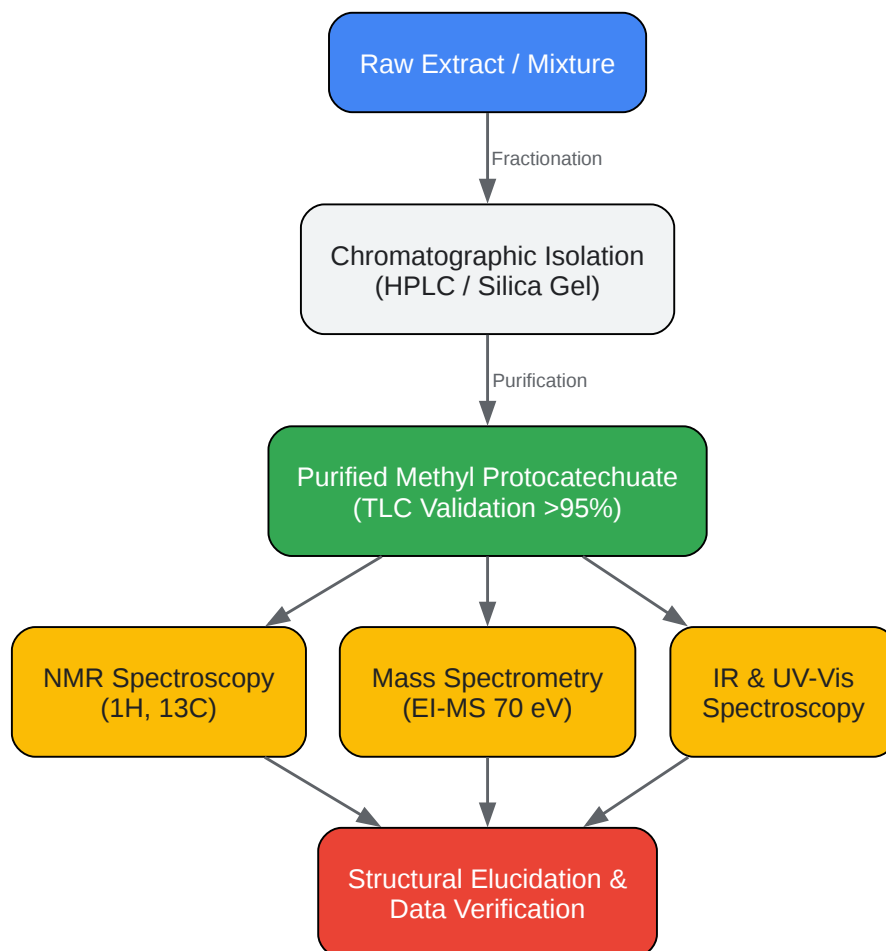 Raw Extract / Mixture
Fractionation
Chromatographic Isolation
(HPLC / Silica Gel)
Purification
Purified Methyl Protocatechuate
(TLC Validation >95%)
NMR Spectroscopy
(1H, 13C)
Mass Spectrometry
(EI-MS 70 eV)
IR & UV-Vis
Spectroscopy
Structural Elucidation &
Data Verification